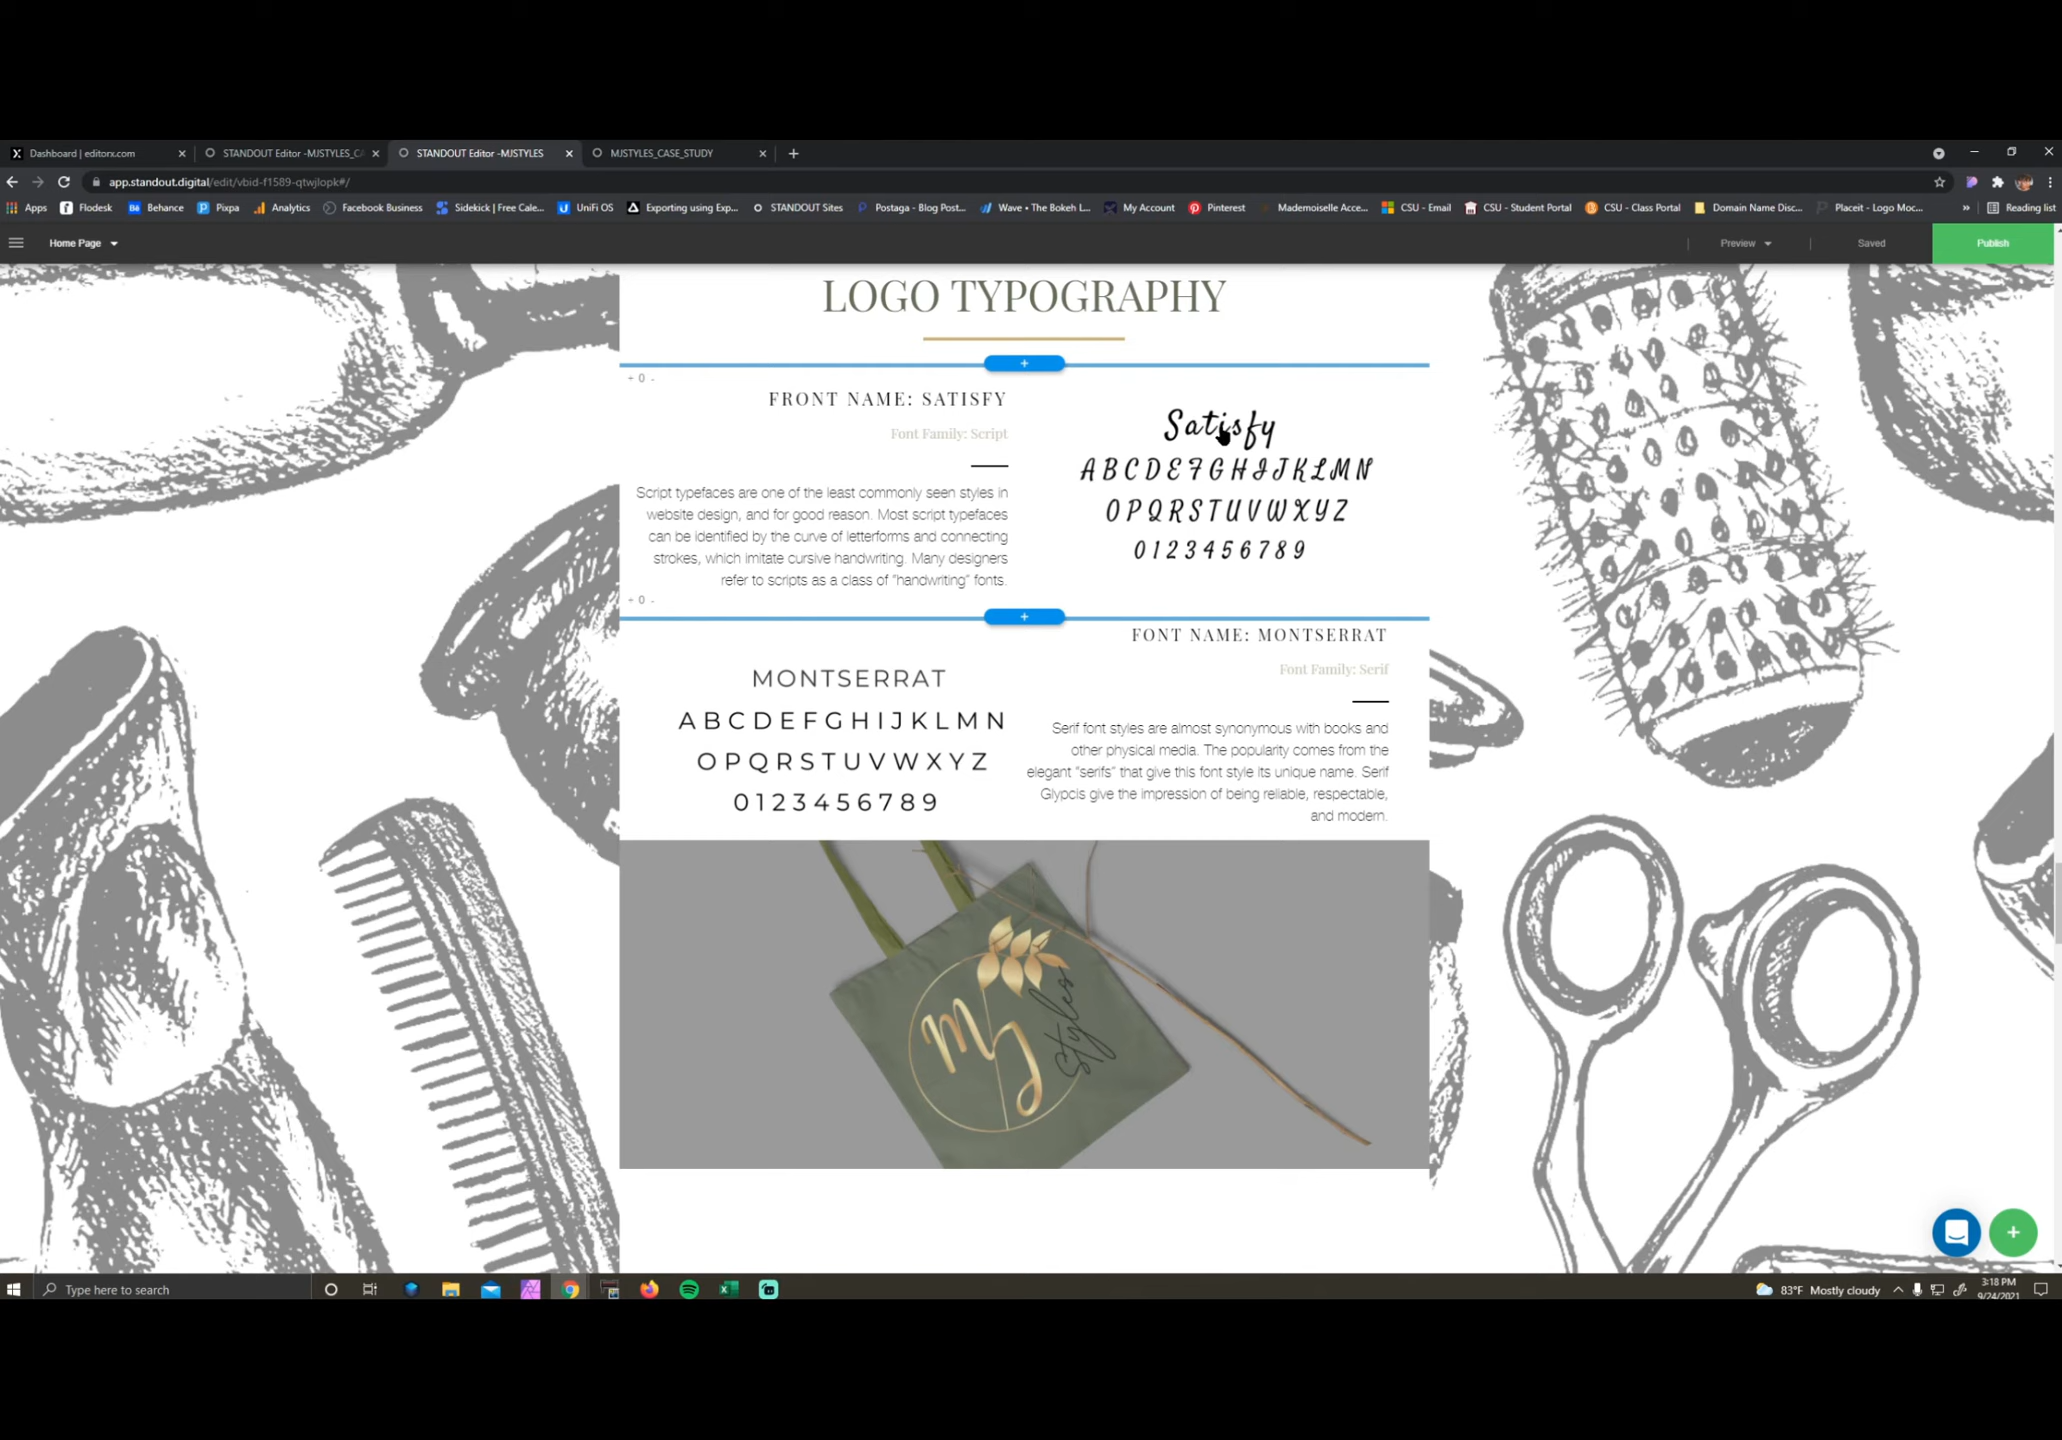 Dashboard | editorx.com
STANDOUT Editor -MJSTYLES_CA
STANDOUT Editor -MJSTYLES
MJSTYLES_CASE_STUDY
app.standout.digital/edit/vbid-f1589-qtwjlopk#/
Apps
Flodesk
Behance
Pixpa
Analytics
Facebook Business
Sidekick | Free Cale...
UniFi OS
Exporting using Exp...
STANDOUT Sites
Postaga - Blog Post...
Wave • The Bokeh L...
My Account
Pinterest
Mademoiselle Acce...
CSU - Email
CSU - Student Portal
CSU - Class Portal
Domain Name Disc...
Placeit - Logo Moc...
»
Reading list
Home Page
Preview
Saved
Publish
LOGO TYPOGRAPHY
+
+ 0 -
FRONT NAME: SATISFY
Font Family: Script
Script typefaces are one of the least commonly seen styles in
website design, and for good reason. Most script typefaces
can be identified by the curve of letterforms and connecting
strokes, which imitate cursive handwriting. Many designers
refer to scripts as a class of "handwriting" fonts.
Satisfy
ABCDEFGHIJKLMN
OPQRSTUVWXYZ
0123456789
+ 0 -
+
MONTSERRAT
ABCDEFGHIJKLMN
OPQRSTUVWXYZ
0123456789
FONT NAME: MONTSERRAT
Font Family: Serif
Serif font styles are almost synonymous with books and
other physical media. The popularity comes from the
elegant "serifs" that give this font style its unique name. Serif
Glypcis give the impression of being reliable, respectable,
and modern.
MJ
Styles
+
Type here to search
83°F Mostly cloudy
3:18 PM
9/24/2021